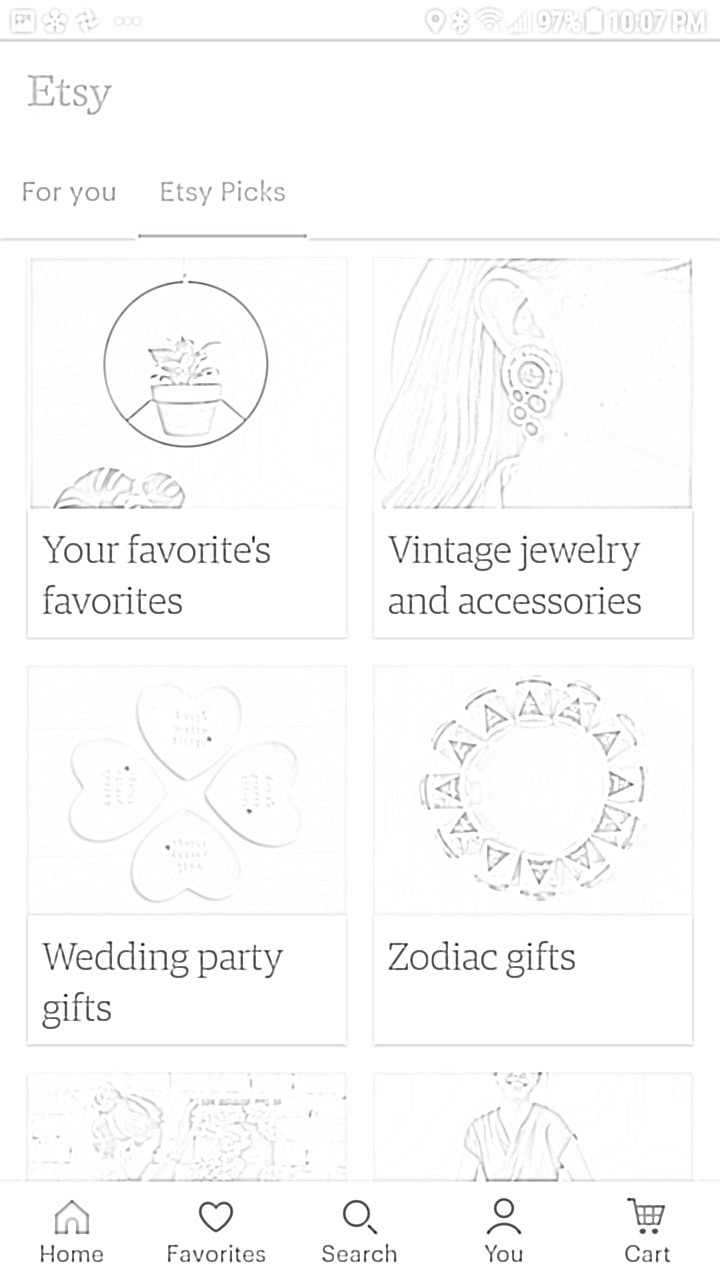 97% 10:07 PM
Etsy
For you
Etsy Picks
Your favorite's
favorites
Vintage jewelry
and accessories
Wedding party
gifts
Zodiac gifts
Home
Favorites
Search
You
Cart